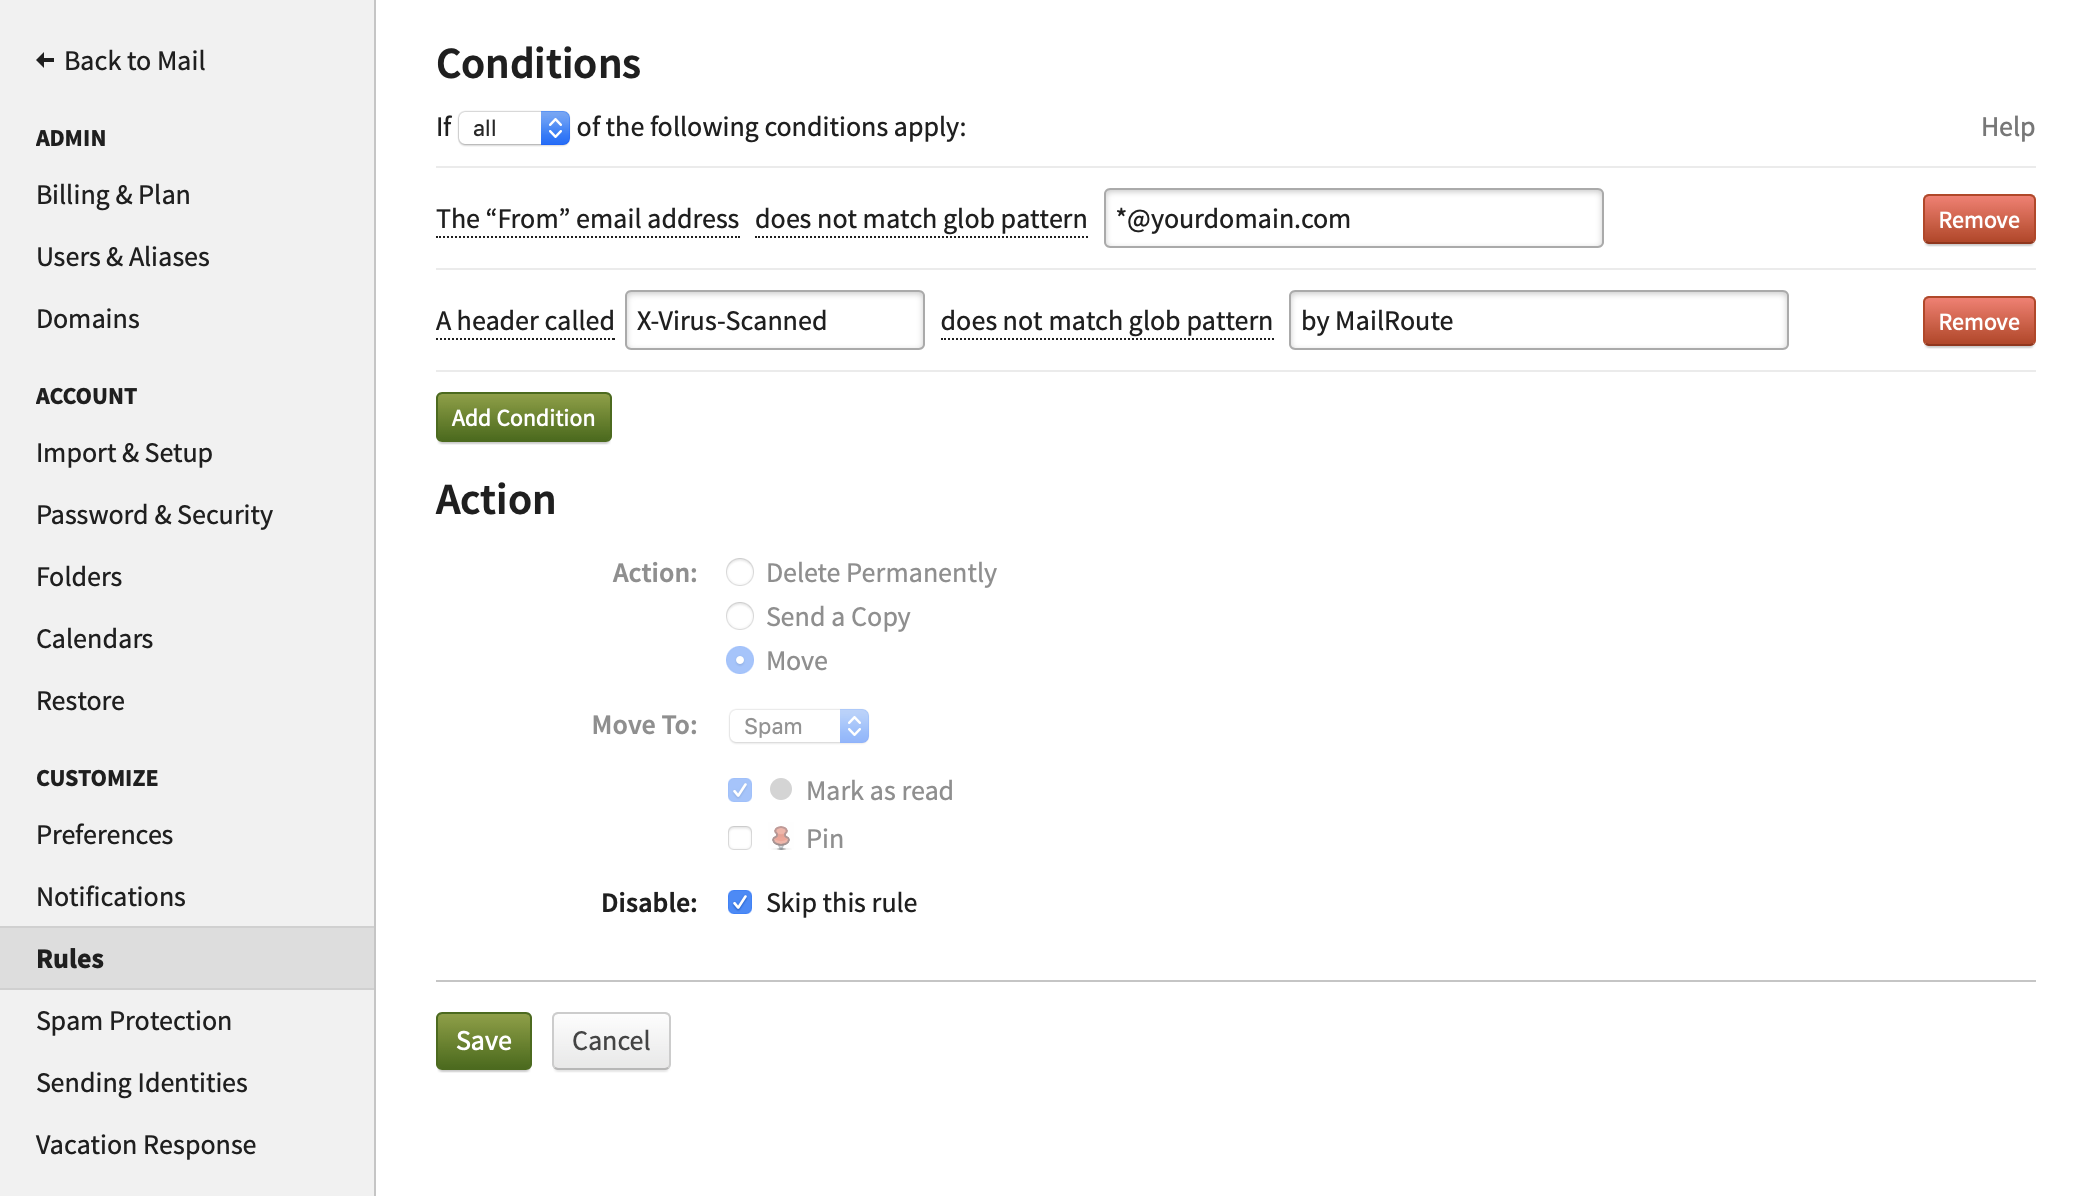 Back to Mail
ADMIN
Billing & Plan
Users & Aliases
Domains
ACCOUNT
Import & Setup
Password & Security
Folders
Calendars
Restore
CUSTOMIZE
Preferences
Notifications
Rules
Spam Protection
Sending Identities
Vacation Response
Conditions
If all of the following conditions apply:
Help
The “From” email address does not match glob pattern *@yourdomain.com Remove
A header called X-Virus-Scanned does not match glob pattern by MailRoute Remove
Add Condition
Action
Action: Delete Permanently
Send a Copy
Move
Move To: Spam
Mark as read
Pin
Disable: Skip this rule
Save Cancel